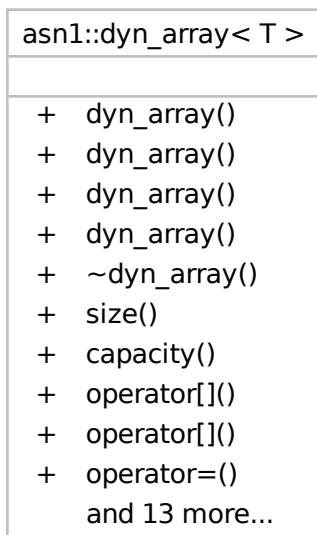 asn1::dyn_array< T >
+ dyn_array()
+ dyn_array()
+ dyn_array()
+ dyn_array()
+ ~dyn_array()
+ size()
+ capacity()
+ operator[]()
+ operator[]()
+ operator=()
and 13 more...